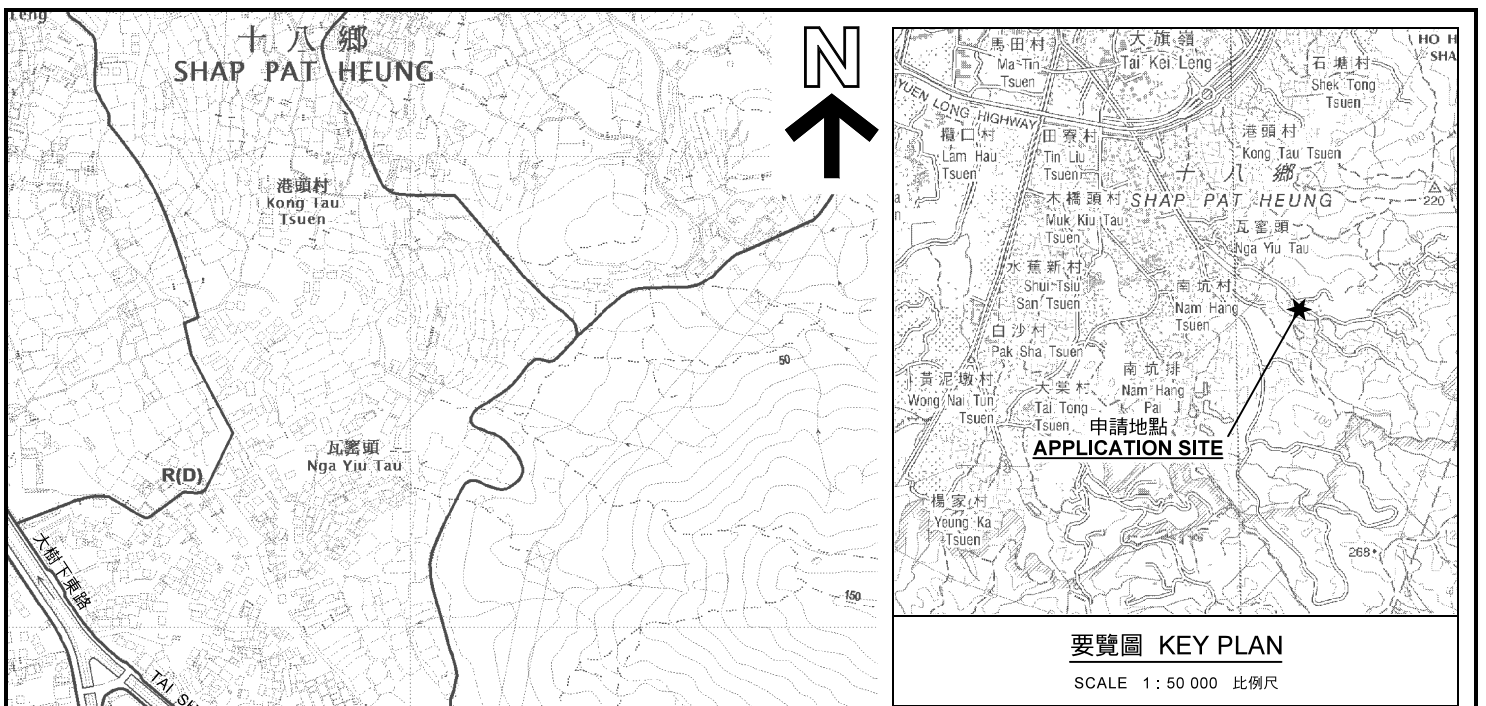 eng
十 八 鄉
SHAP PAT HEUNG
港頭村
Kong Tau
Tsuen
50
瓦窰頭
Nga Yiu Tau
R(D)
150
大樹下東路
N
馬田村
Ma Tin
Tsuen
大旗嶺
Tai Kei Leng
石塘村
Shek Tong
Tsuen
HO H
SHA
YUEN LONG HIGHWAY
欖口村
Lam Hau
Tsuen
田寮村
Tin Liu
Tsuen
港頭村
Kong Tau Tsuen
十 八 鄉
SHAP PAT HEUNG
220
木橋頭村
Muk Kiu Tau
Tsuen
瓦窰頭
Nga Yiu Tau
水蕉新村
Shui Tsiu
San Tsuen
南坑村
Nam Hang
Tsuen
白沙村
Pak Sha Tsuen
黃泥墩村
Wong Nai Tun
Tsuen
大棠村
Tai Tong
Tsuen
南坑排
Nam Hang
Pai
申請地點
APPLICATION SITE
楊家村
Yeung Ka
Tsuen
268
要覽圖 KEY PLAN
SCALE 1 : 50 000 比例尺